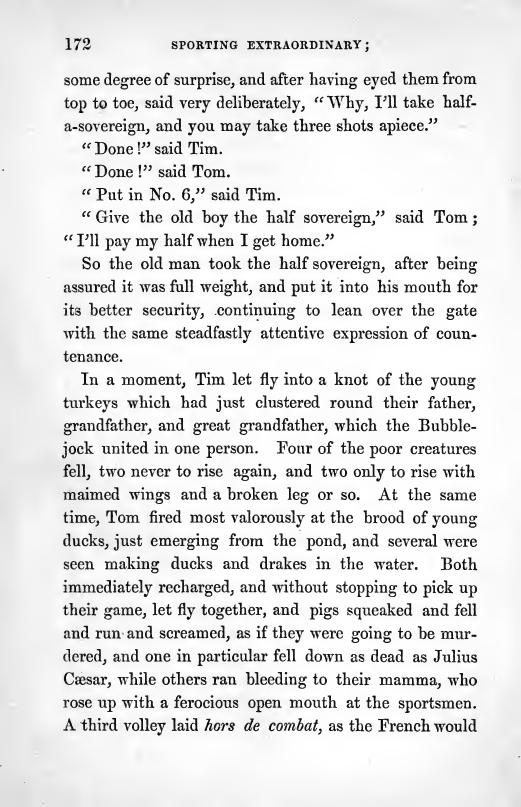 172 SPORTING EXTRAORDINARY;
some degree of surprise, and after having eyed them from
top to toe, said very deliberately, “Why, I’ll take half-
a-sovereign, and you may take three shots apiece.”
“Done!” said Tim.
“Done!” said Tom.
“Put in No. 6,” said Tim.
“Give the old boy the half sovereign,” said Tom;
“I’ll pay my half when I get home.”
So the old man took the half sovereign, after being
assured it was full weight, and put it into his mouth for
its better security, continuing to lean over the gate
with the same steadfastly attentive expression of coun-
tenance.
In a moment, Tim let fly into a knot of the young
turkeys which had just clustered round their father,
grandfather, and great grandfather, which the Bubble-
jock united in one person. Four of the poor creatures
fell, two never to rise again, and two only to rise with
maimed wings and a broken leg or so. At the same
time, Tom fired most valorously at the brood of young
ducks, just emerging from the pond, and several were
seen making ducks and drakes in the water. Both
immediately recharged, and without stopping to pick up
their game, let fly together, and pigs squeaked and fell
and run and screamed, as if they were going to be mur-
dered, and one in particular fell down as dead as Julius
Cæsar, while others ran bleeding to their mamma, who
rose up with a ferocious open mouth at the sportsmen.
A third volley laid hors de combat, as the French would